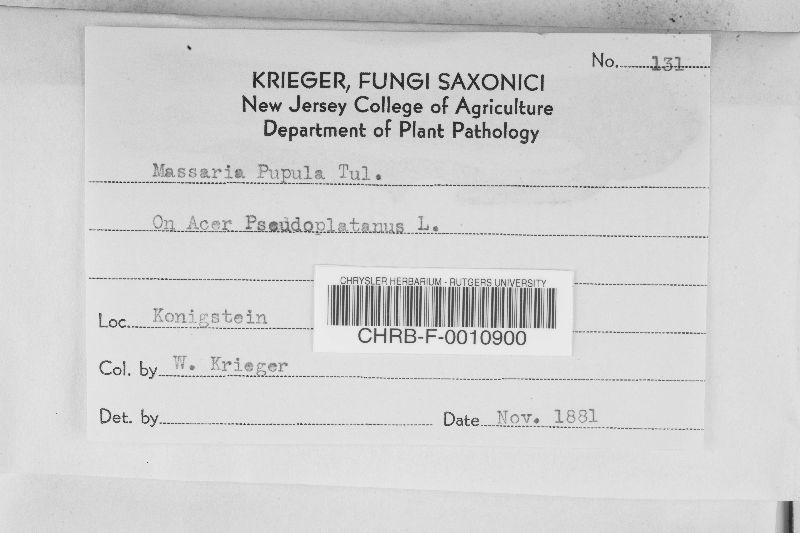 No. 131
KRIEGER, FUNGI SAXONICI
New Jersey College of Agriculture
Department of Plant Pathology
Massaria Pupula Tul.
On Acer Pseudoplatanus L.
CHRYSLER HERBARIUM - RUTGERS UNIVERSITY
CHRB-F-0010900
Loc. Konigstein
Col. by W. Krieger
Det. by
Date Nov. 1881